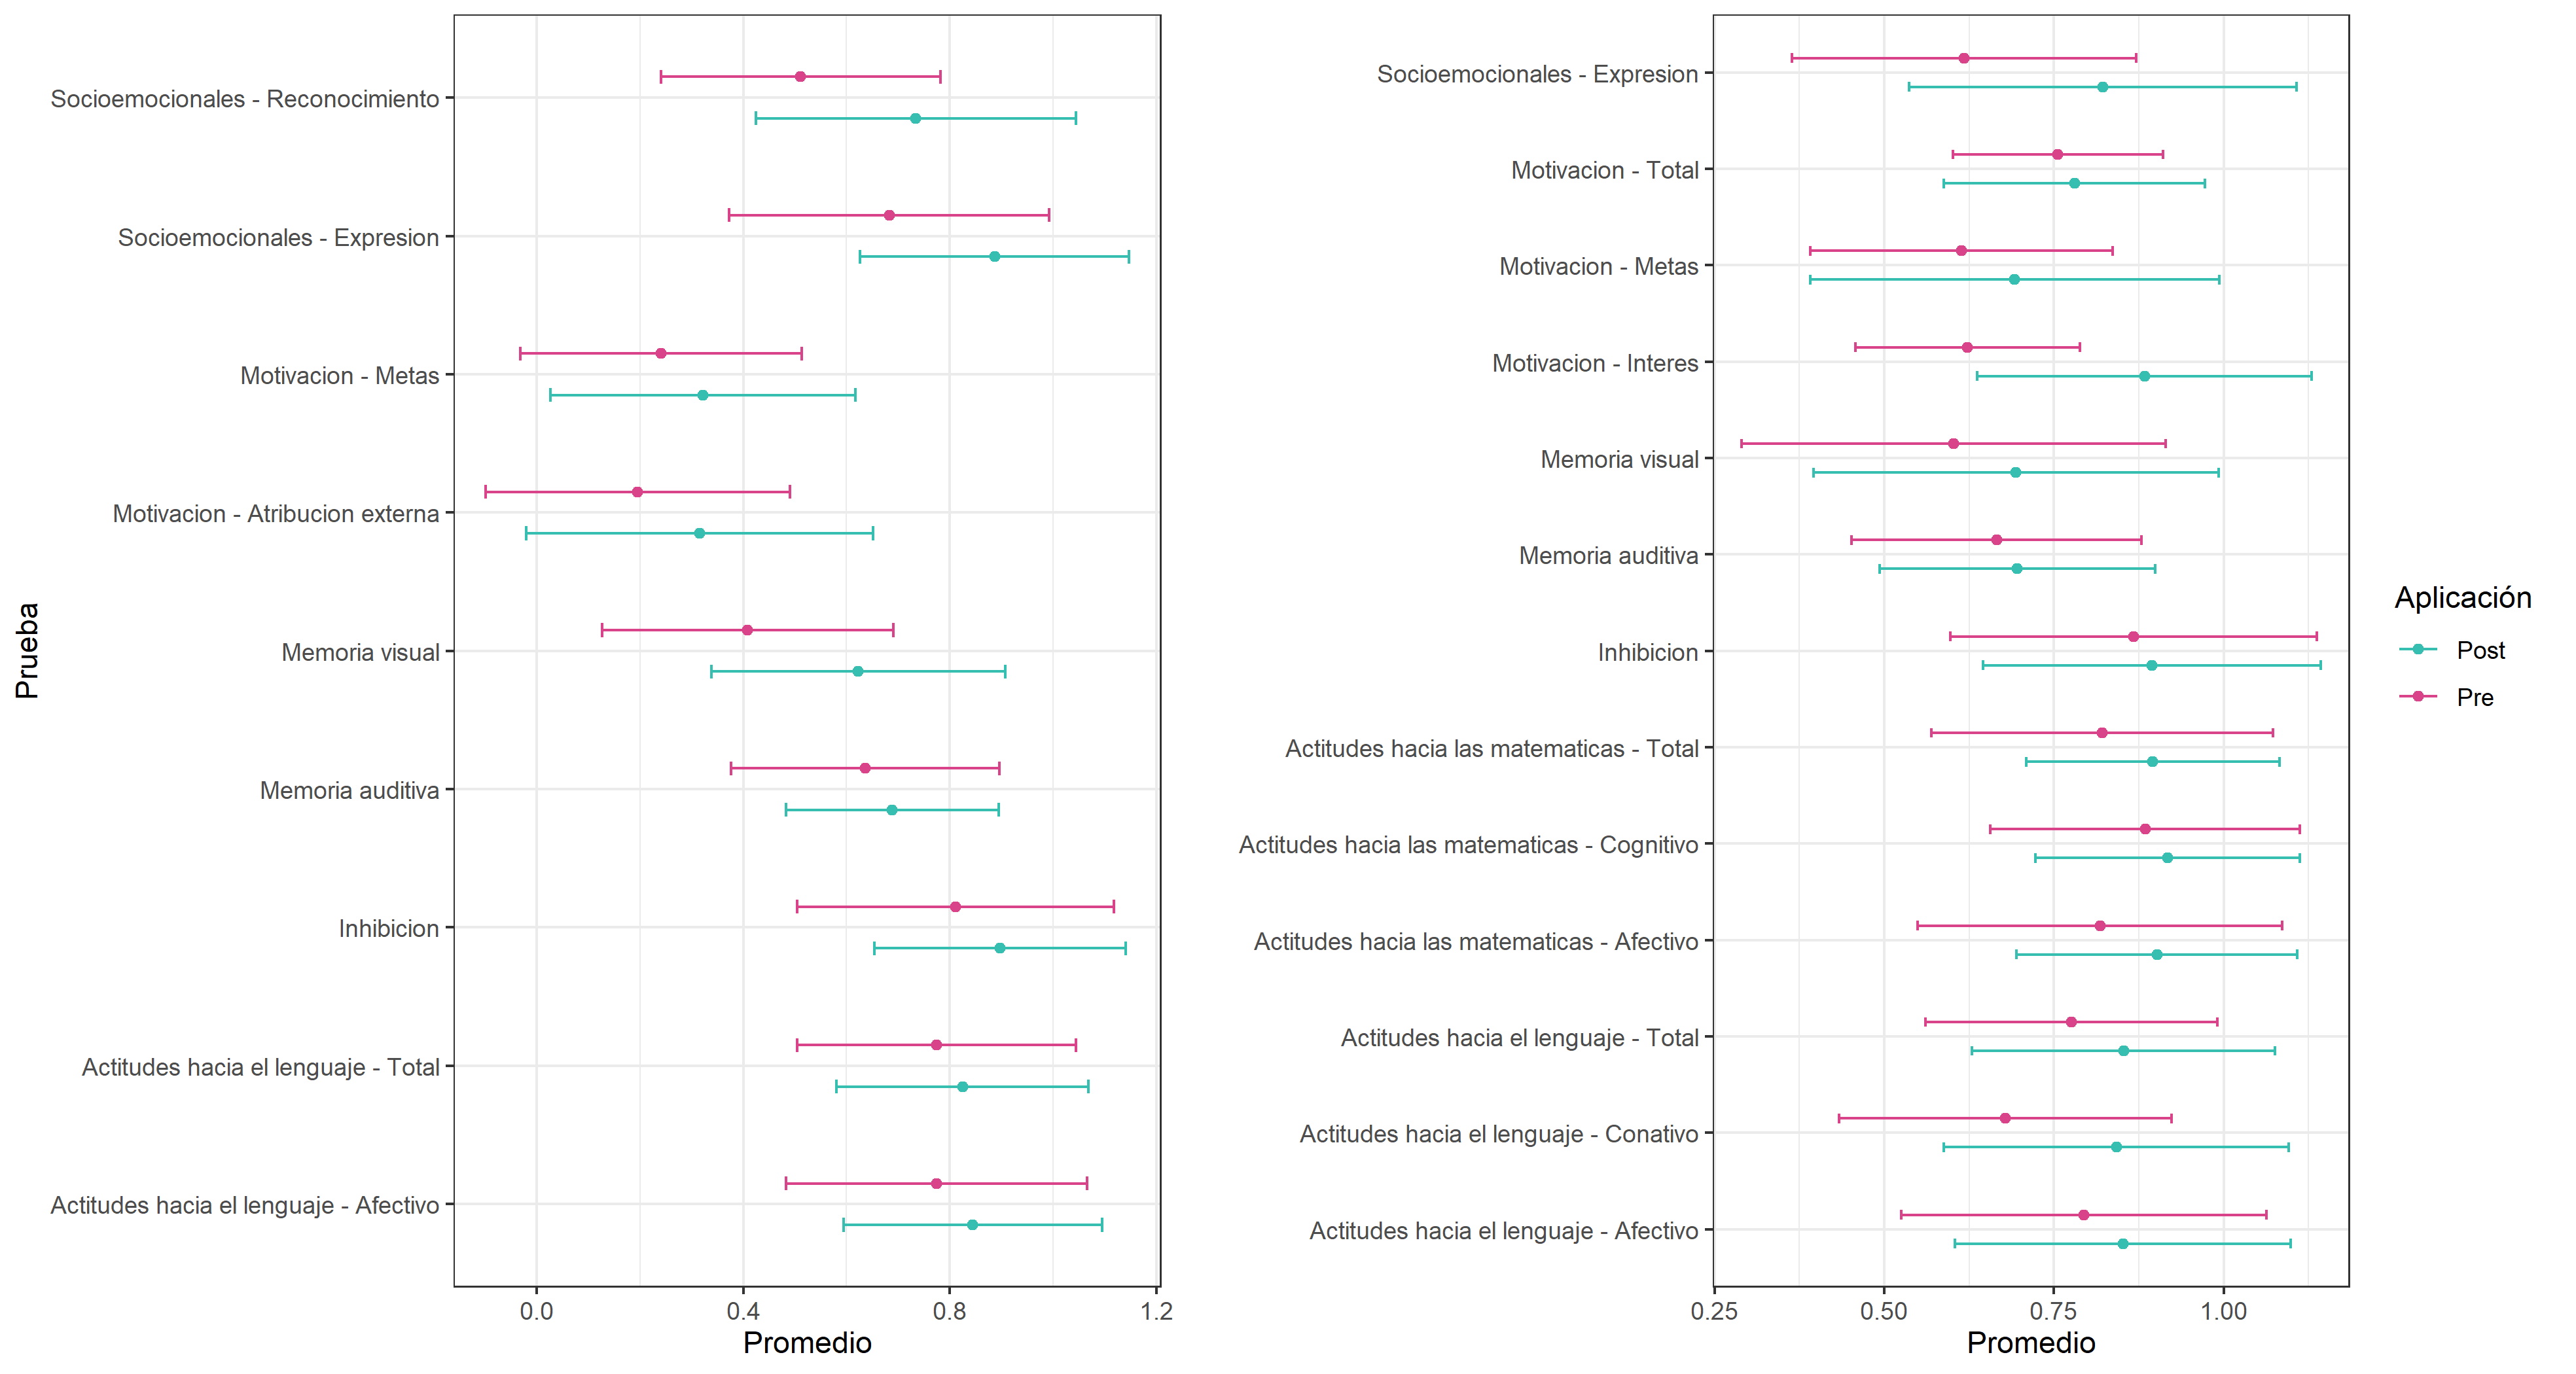 Prueba
Socioemocionales - Reconocimiento
Socioemocionales - Expresion
Motivacion - Metas
Motivacion - Atribucion externa
Memoria visual
Memoria auditiva
Inhibicion
Actitudes hacia el lenguaje - Total
Actitudes hacia el lenguaje - Afectivo
0.0 0.4 0.8 1.2
Promedio
Socioemocionales - Expresion
Motivacion - Total
Motivacion - Metas
Motivacion - Interes
Memoria visual
Memoria auditiva
Inhibicion
Actitudes hacia las matematicas - Total
Actitudes hacia las matematicas - Cognitivo
Actitudes hacia las matematicas - Afectivo
Actitudes hacia el lenguaje - Total
Actitudes hacia el lenguaje - Conativo
Actitudes hacia el lenguaje - Afectivo
0.25 0.50 0.75 1.00
Promedio
Aplicación
Post
Pre